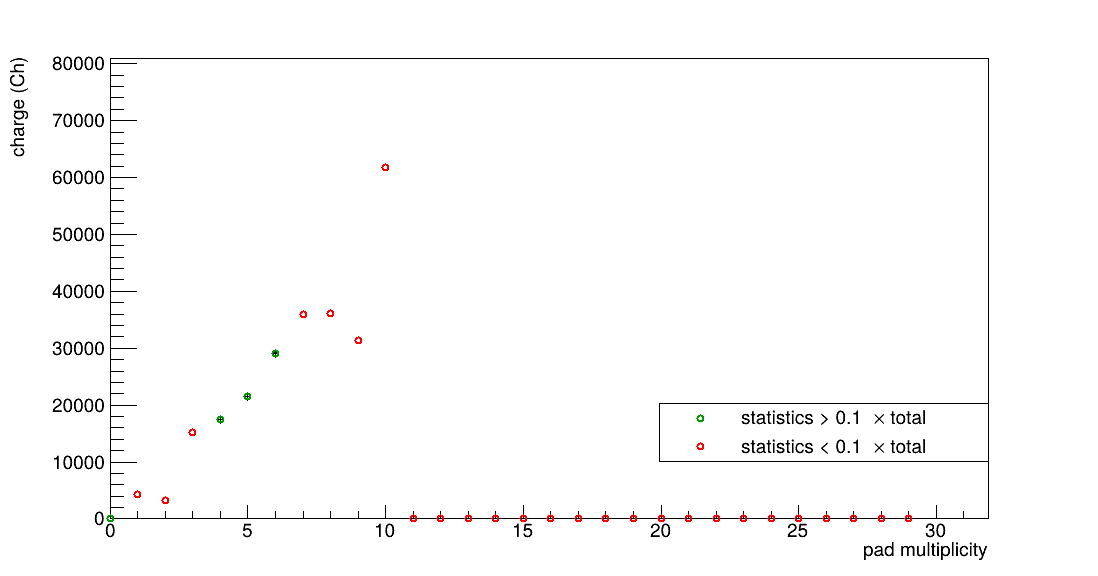 charge (Ch)
80000
70000
60000
50000
40000
30000
20000
10000
0
statistics > 0.1 × total
statistics < 0.1 × total
0 5 10 15 20 25 30
pad multiplicity